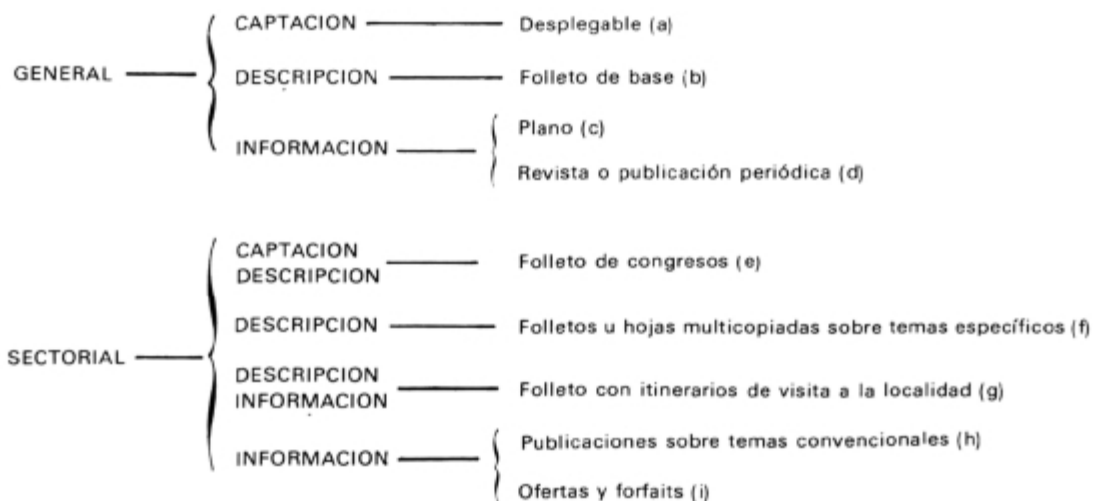 CAPTACION Desplegable (a)
GENERAL DESCRIPCION Folleto de base (b)
INFORMACION Plano (c)
Revista o publicación periódica (d)
CAPTACION
DESCRIPCION Folleto de congresos (e)
DESCRIPCION Folletos u hojas multicopiadas sobre temas específicos (f)
SECTORIAL
DESCRIPCION
INFORMACION Folleto con itinerarios de visita a la localidad (g)
INFORMACION Publicaciones sobre temas convencionales (h)
Ofertas y forfaits (i)